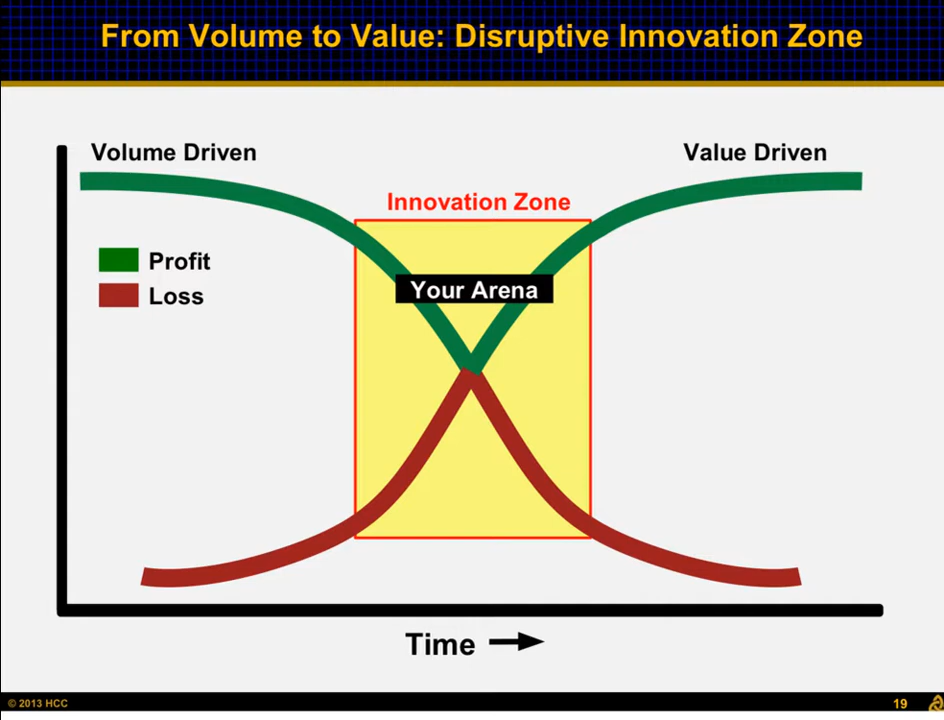 From Volume to Value: Disruptive Innovation Zone
Volume Driven
Value Driven
Innovation Zone
Profit
Loss
Your Arena
Time
© 2013 HCC
19